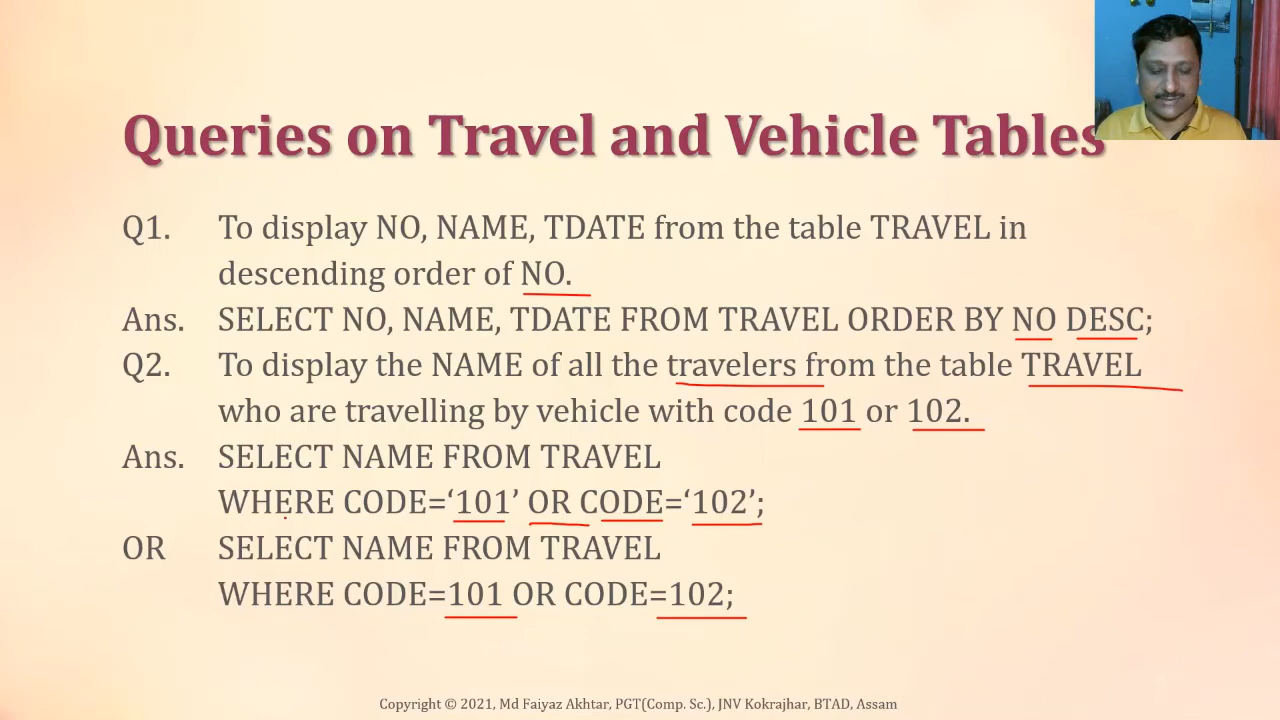 Queries on Travel and Vehicle Tables
Q1. To display NO, NAME, TDATE from the table TRAVEL in
descending order of NO.
Ans. SELECT NO, NAME, TDATE FROM TRAVEL ORDER BY NO DESC;
Q2. To display the NAME of all the travelers from the table TRAVEL
who are travelling by vehicle with code 101 or 102.
Ans. SELECT NAME FROM TRAVEL
WHERE CODE=‘101’ OR CODE=‘102’;
OR SELECT NAME FROM TRAVEL
WHERE CODE=101 OR CODE=102;
Copyright © 2021, Md Faiyaz Akhtar, PGT(Comp. Sc.), JNV Kokrajhar, BTAD, Assam